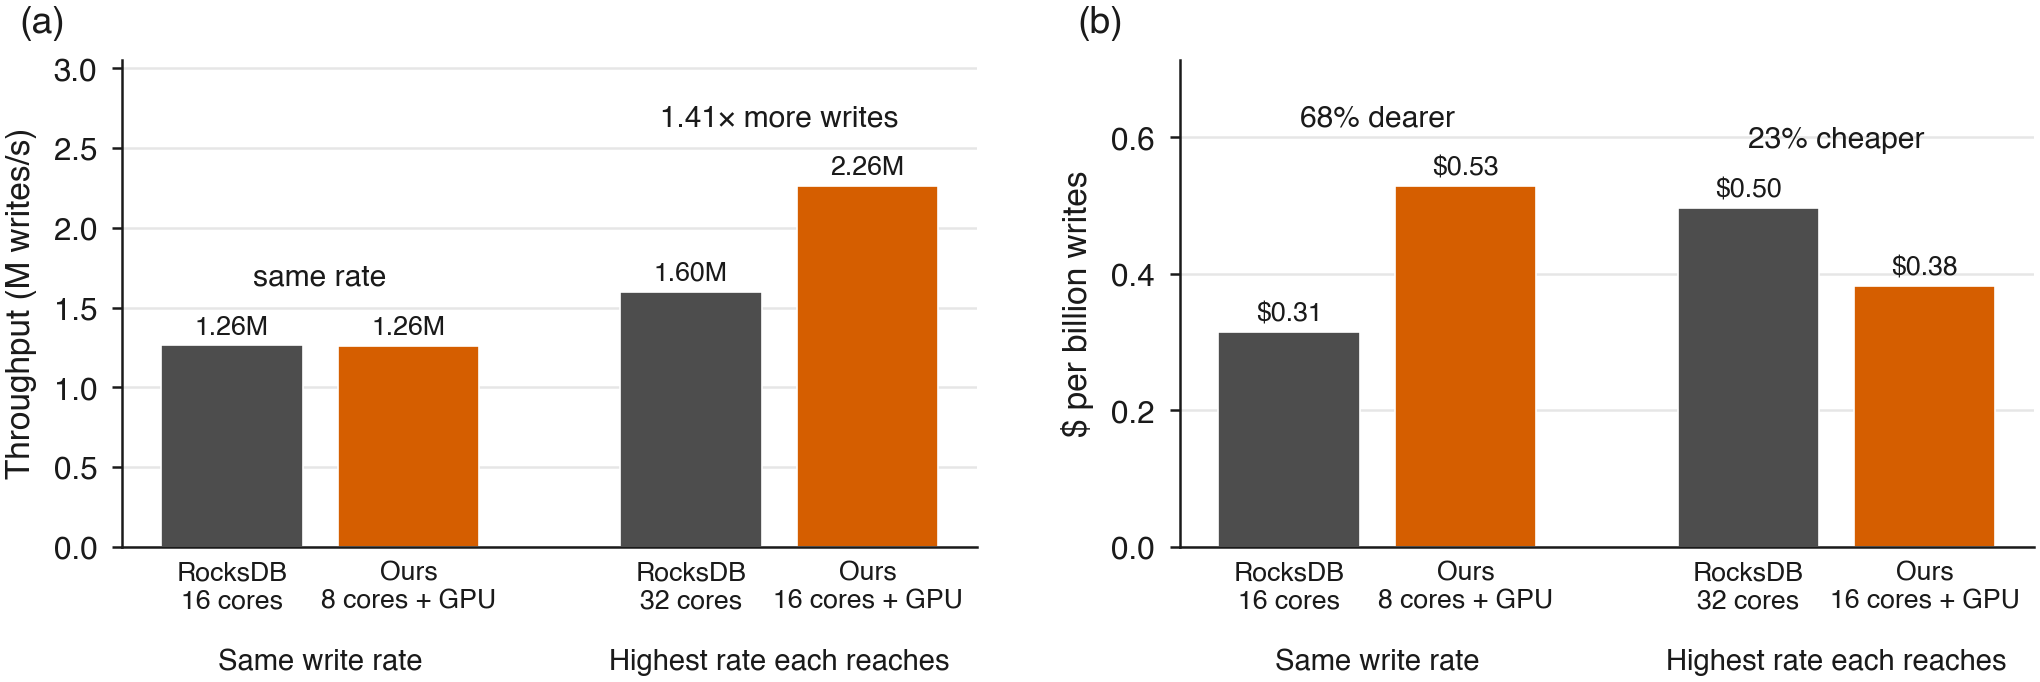 (a)
Throughput (M writes/s)
3.0
2.5
2.0
1.5
1.0
0.5
0.0
same rate
1.26M
1.26M
1.41× more writes
1.60M
2.26M
RocksDB
16 cores
Ours
8 cores + GPU
RocksDB
32 cores
Ours
16 cores + GPU
Same write rate
Highest rate each reaches
(b)
$ per billion writes
0.6
0.4
0.2
0.0
68% dearer
$0.31
$0.53
23% cheaper
$0.50
$0.38
RocksDB
16 cores
Ours
8 cores + GPU
RocksDB
32 cores
Ours
16 cores + GPU
Same write rate
Highest rate each reaches